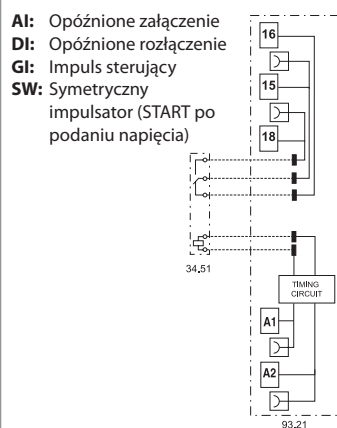 AI: Opóźnione załączenie
DI: Opóźnione rozłączenie
GI: Impuls sterujący
SW: Symetryczny
impulsator (START po
podaniu napięcia)
16
15
18
34.51
TIMING
CIRCUIT
A1
A2
93.21